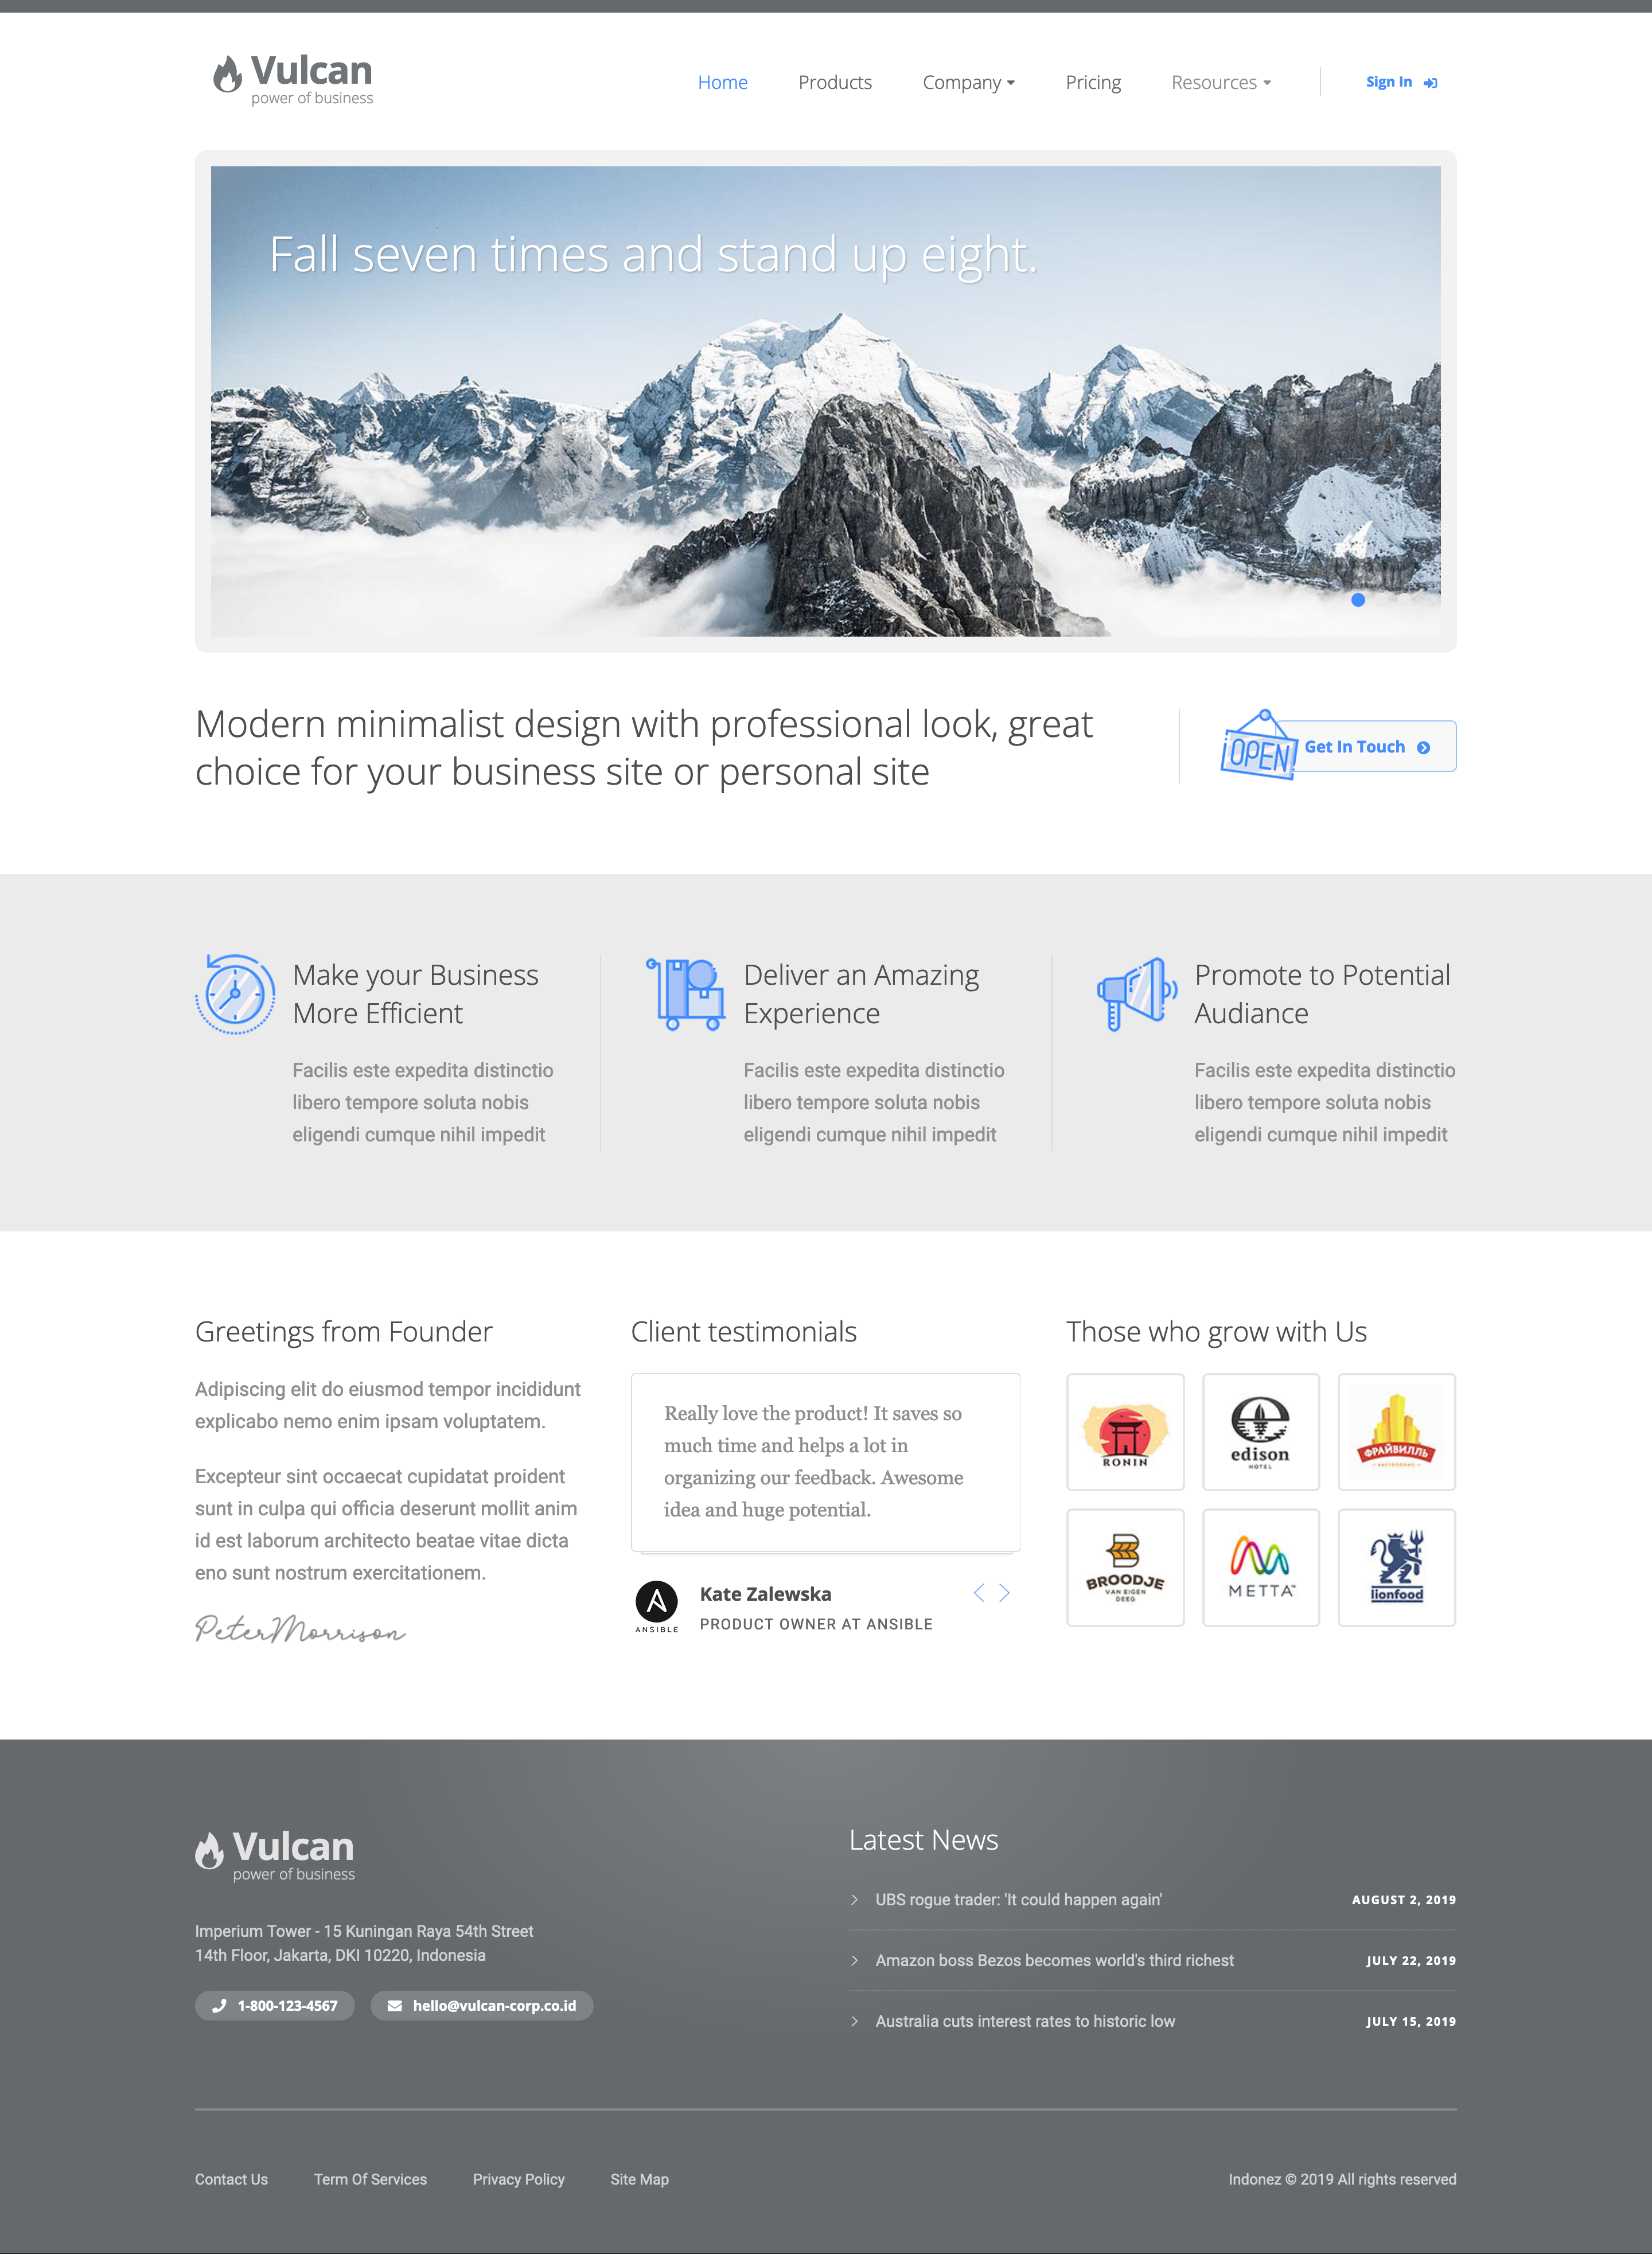 Vulcan
power of business
Home
Products
Company
Pricing
Resources
Sign In
Fall seven times and stand up eight.
Modern minimalist design with professional look, great
choice for your business site or personal site
OPEN
Get In Touch
Make your Business
More Efficient
Facilis este expedita distinctio
libero tempore soluta nobis
eligendi cumque nihil impedit
Deliver an Amazing
Experience
Facilis este expedita distinctio
libero tempore soluta nobis
eligendi cumque nihil impedit
Promote to Potential
Audiance
Facilis este expedita distinctio
libero tempore soluta nobis
eligendi cumque nihil impedit
Greetings from Founder
Adipiscing elit do eiusmod tempor incididunt
explicabo nemo enim ipsam voluptatem.
Excepteur sint occaecat cupidatat proident
sunt in culpa qui officia deserunt mollit anim
id est laborum architecto beatae vitae dicta
eno sunt nostrum exercitationem.
PeterMorrison
Client testimonials
Really love the product! It saves so
much time and helps a lot in
organizing our feedback. Awesome
idea and huge potential.
ANSIBLE
Kate Zalewska
PRODUCT OWNER AT ANSIBLE
Those who grow with Us
RONIN
edison
HOTEL
ФРАЙВИЛЛЬ
BROODJE
VAN EIGEN
DEEG
METTA
lionfood
Vulcan
power of business
Imperium Tower - 15 Kuningan Raya 54th Street
14th Floor, Jakarta, DKI 10220, Indonesia
1-800-123-4567
hello@vulcan-corp.co.id
Latest News
UBS rogue trader: 'It could happen again'
AUGUST 2, 2019
Amazon boss Bezos becomes world's third richest
JULY 22, 2019
Australia cuts interest rates to historic low
JULY 15, 2019
Contact Us
Term Of Services
Privacy Policy
Site Map
Indonez © 2019 All rights reserved